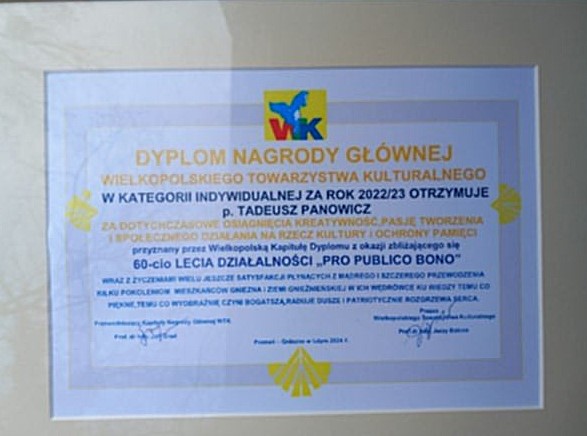 WTK
DYPLOM NAGRODY GŁÓWNEJ
WIELKOPOLSKIEGO TOWARZYSTWA KULTURALNEGO
W KATEGORII INDYWIDUALNEJ ZA ROK 2022/23 OTRZYMUJE
p. TADEUSZ PANOWICZ
ZA DOTYCHCZASOWE OSIĄGNIĘCIA KREATYWNOŚĆ,PASJĘ TWORZENIA
I SPOŁECZNEGO DZIAŁANIA NA RZECZ KULTURY I OCHRONY PAMIĘCI
przyznany przez Wielkopolską Kapitułę Dyplomu z okazji zbliżającego się
60-cio LECIA DZIAŁALNOŚCI „PRO PUBLICO BONO"
WRAZ Z ŻYCZENIAMI WIELU JESZCZE SATYSFAKCJI PŁYNĄCYCH Z MĄDREGO I SZCZEREGO PRZEWODZENIA
KILKU POKOLENIOM MIESZKAŃCÓW GNIEZNA I ZIEMI GNIEŹNIEŃSKIEJ W ICH WĘDRÓWCE KU WIEDZY TEMU CO
PIĘKNE,TEMU CO WYOBRAŹNIĘ CZYNI BOGATSZĄ,RADUJE DUSZE I PATRIOTYCZNIE ROZGRZEWA SERCA.
Przewodniczący Kapituły Nagrody Głównej WTK
Prezes
Wielkopolskiego Towarzystwa Kulturalnego
Prof. dr hab.
Prof. dr hab. Jerzy
Poznań - Gniezno w lutym 2024 r.